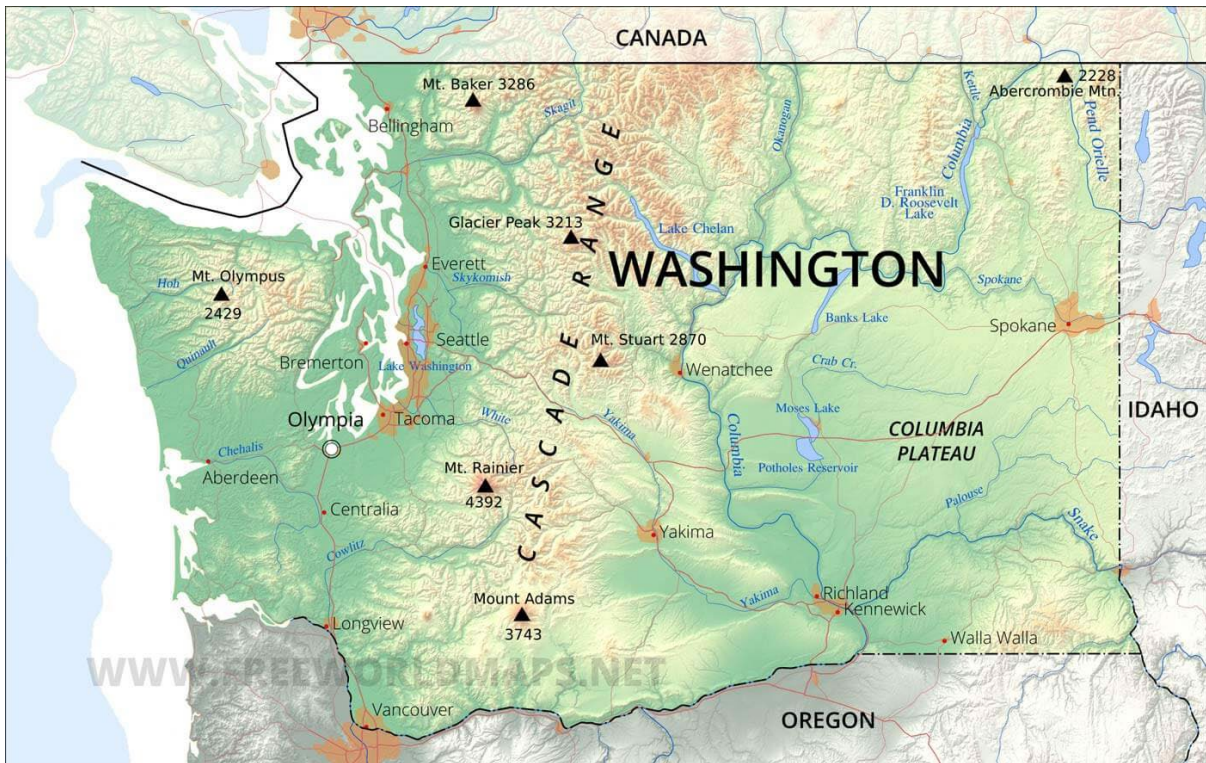 CANADA
Mt. Baker 3286
2228
Abercrombie Mtn.
Bellingham
Skagit
Okanogan
Kettle
Columbia
Pend Orielle
Franklin
D. Roosevelt
Lake
Glacier Peak 3213
Lake Chelan
CASCADE RANGE
WASHINGTON
Everett
Skykomish
Hoh
Mt. Olympus
2429
Spokane
Spokane
Banks Lake
Quinault
Bremerton
Seattle
Lake Washington
Mt. Stuart 2870
Wenatchee
Crab Cr.
Olympia
Tacoma
White
Yakima
Columbia
Moses Lake
Potholes Reservoir
COLUMBIA
PLATEAU
IDAHO
Chehalis
Aberdeen
Mt. Rainier
4392
Centralia
Palouse
Snake
Cowlitz
Yakima
Mount Adams
3743
Yakima
Richland
Kennewick
Longview
Walla Walla
WWW.FREEWORLDMAPS.NET
Vancouver
OREGON